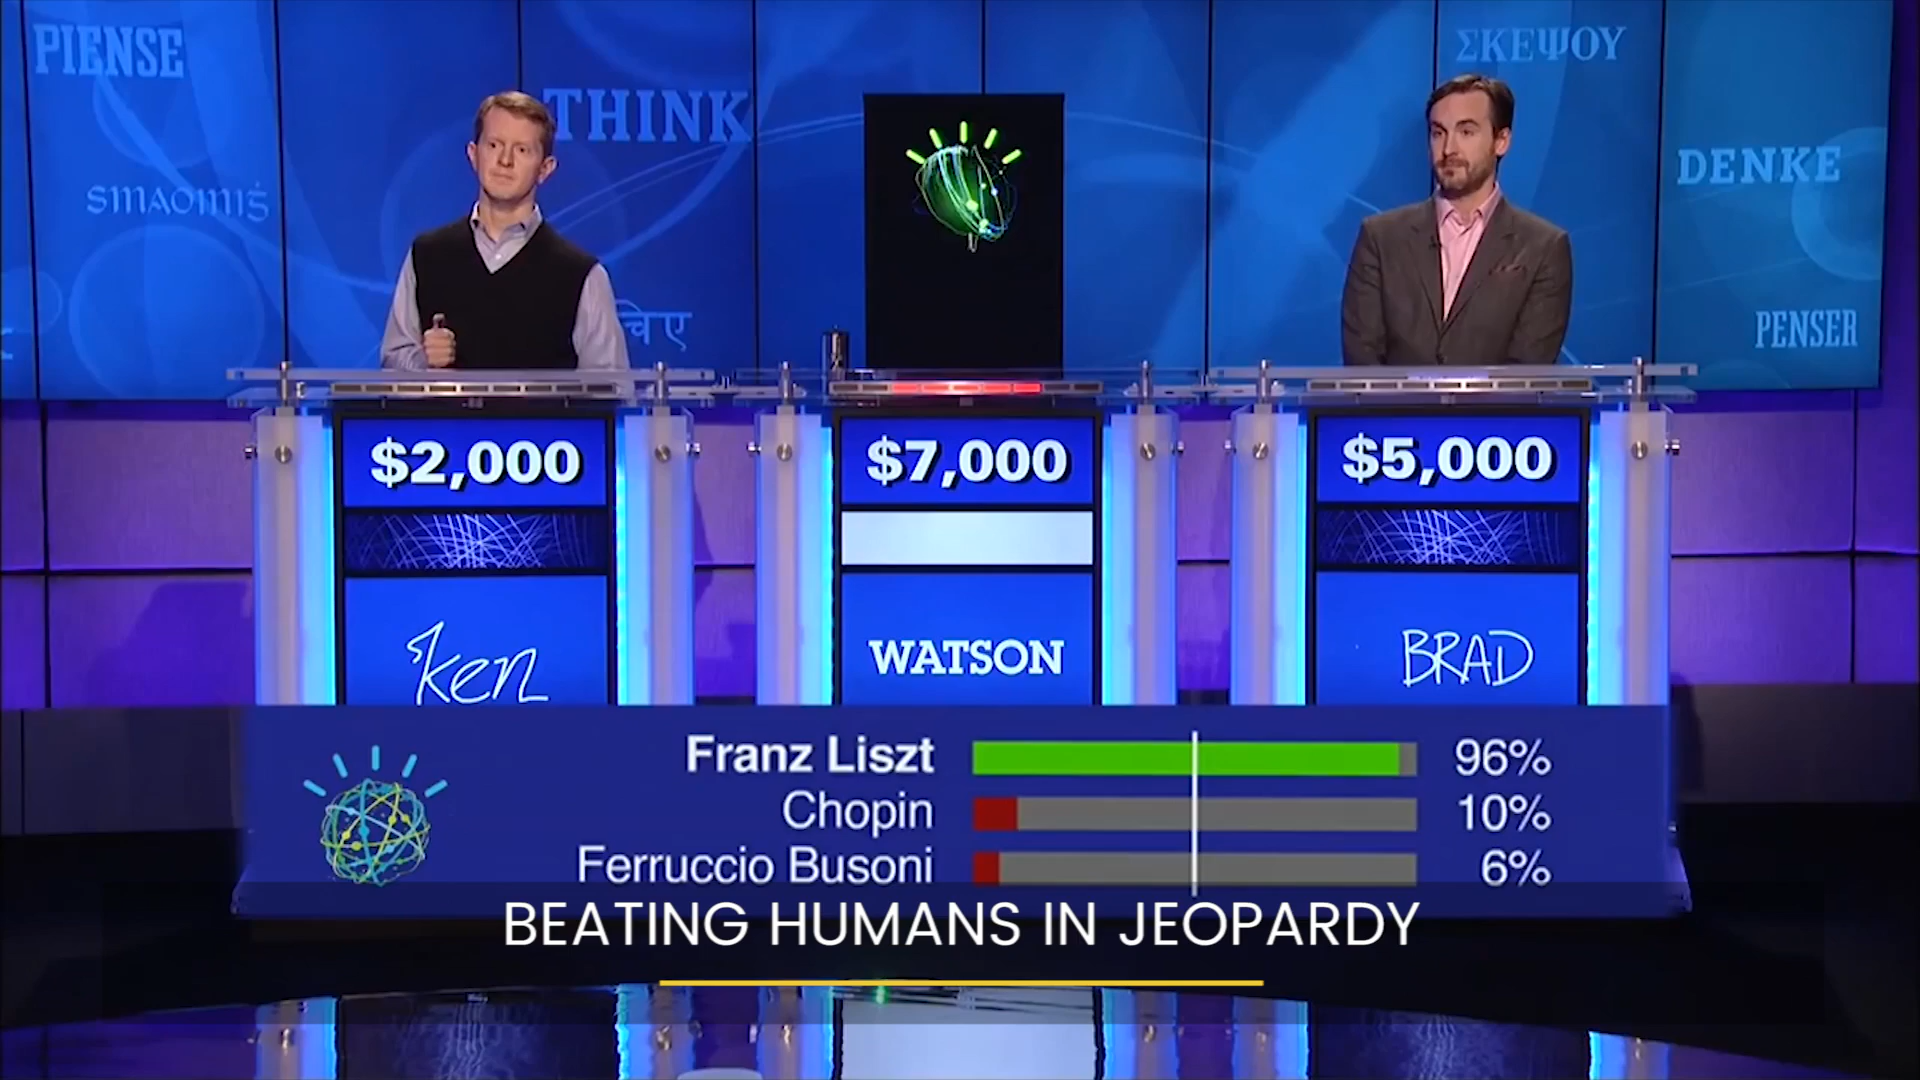 PIENSE
THINK
ΣΚΕΨΟΥ
DENKE
smaoinıġ
PENSER
$2,000
$7,000
$5,000
Ken
WATSON
BRAD
Franz Liszt 96%
Chopin 10%
Ferruccio Busoni 6%
BEATING HUMANS IN JEOPARDY